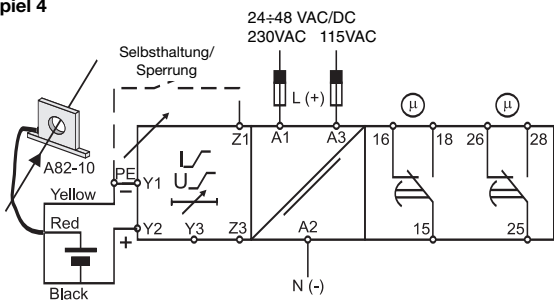 piel 4
24÷48 VAC/DC
230VAC 115VAC
Selbsthaltung/
Sperrung
L (+)
µ µ
Z1 A1 A3 16 18 26 28
A82-10
PE
– Y1
I
U
Yellow
Red
+ Y2 Y3 Z3 A2 15 25
Black
N (-)